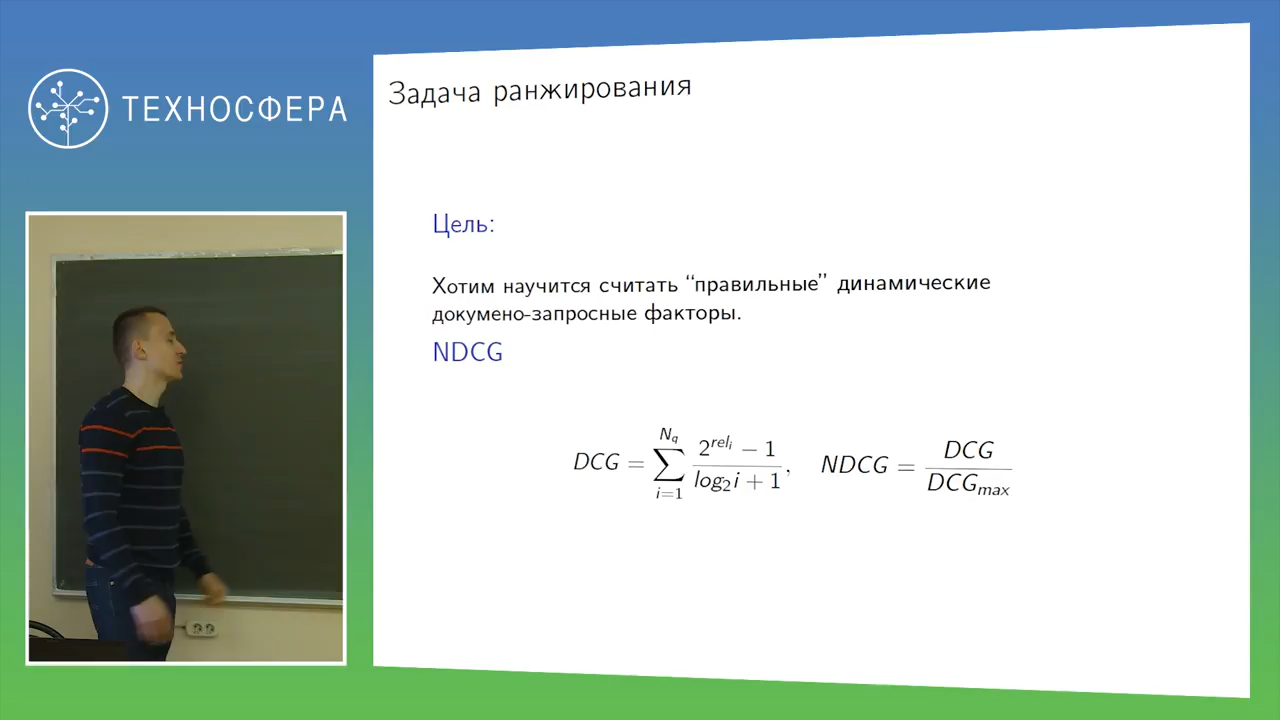 ТЕХНОСФЕРА
Задача ранжирования
Цель:
Хотим научится считать “правильные” динамические
докумено-запросные факторы.
NDCG
DCG = \sum_{i=1}^{N_q} \frac{2^{rel_i} - 1}{log_2 i + 1}, NDCG = \frac{DCG}{DCG_{max}}